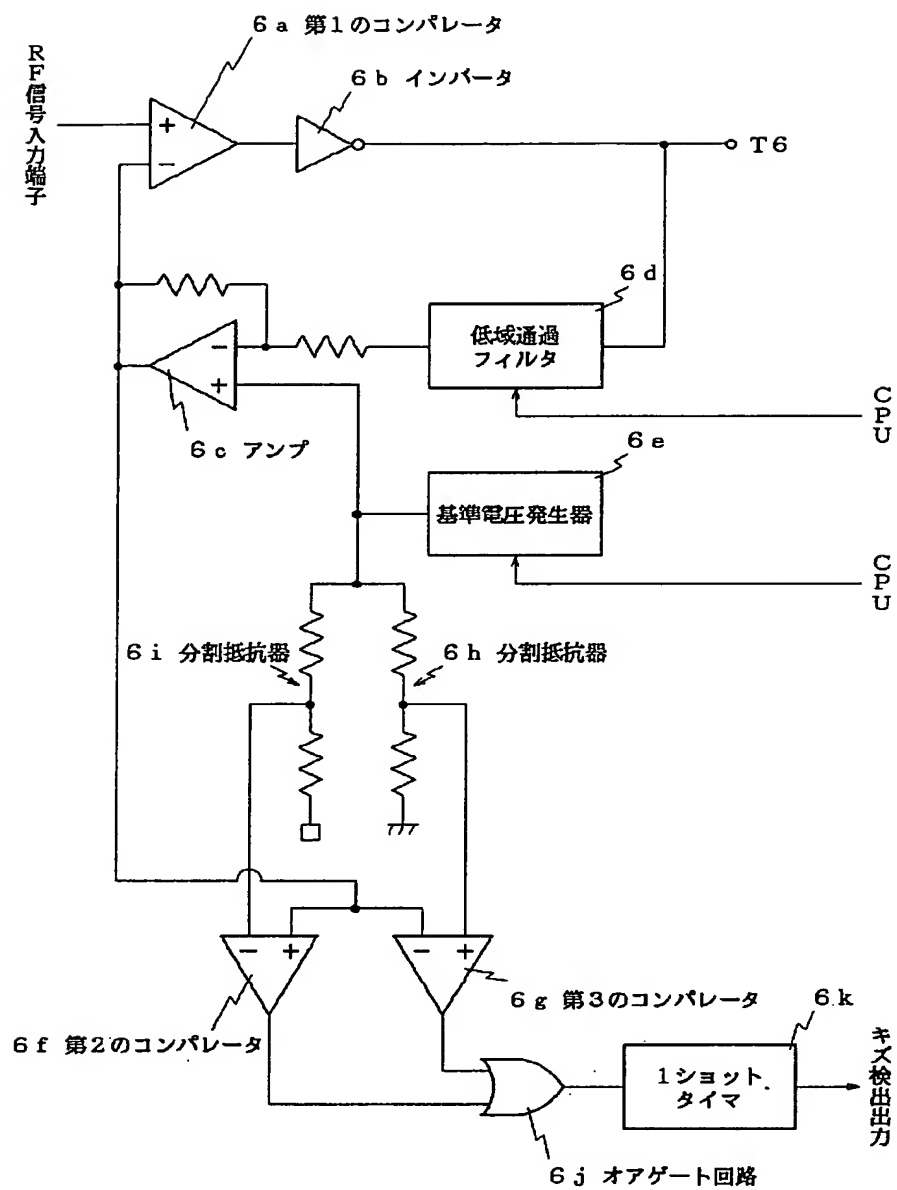 6a 第1のコンパレータ
RF信号入力端子
6b インバータ
+
−
T6
6d
低域通過
フィルタ
−
+
CPU
6c アンプ
6e
基準電圧発生器
CPU
6i 分割抵抗器
6h 分割抵抗器
− +
− +
6g 第3のコンパレータ
6k
6f 第2のコンパレータ
1ショット
タイマ
キズ検出出力
6j オアゲート回路